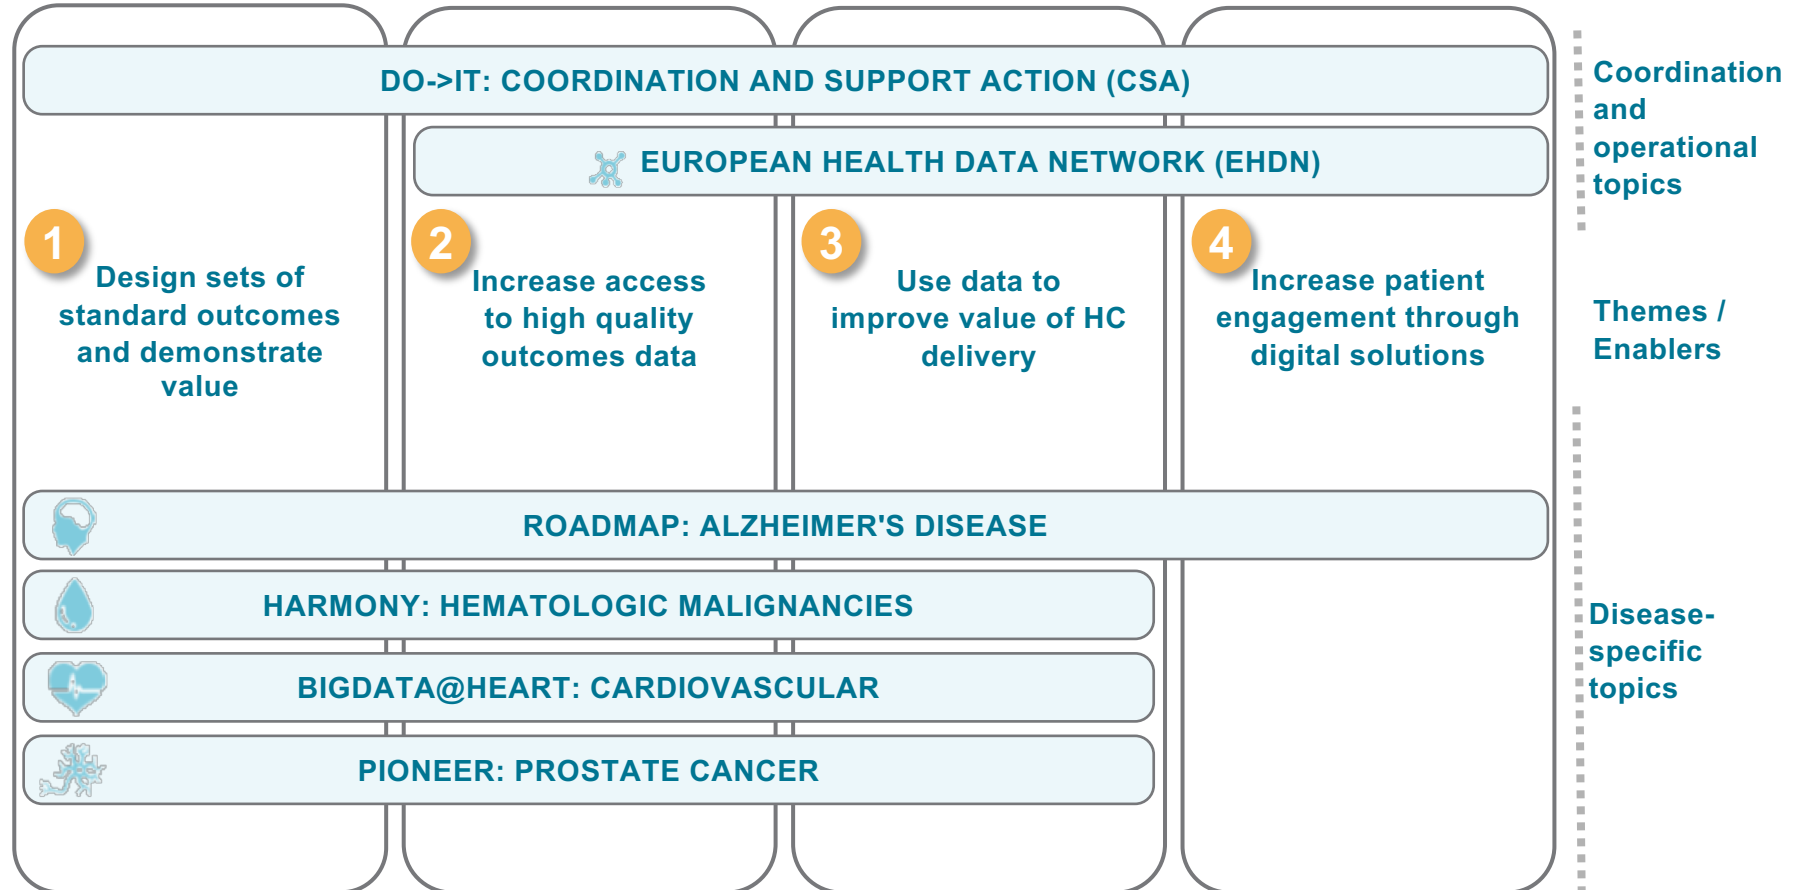 DO->IT: COORDINATION AND SUPPORT ACTION (CSA)
EUROPEAN HEALTH DATA NETWORK (EHDN)
Coordination
and
operational
topics
1
Design sets of
standard outcomes
and demonstrate
value
2
Increase access
to high quality
outcomes data
3
Use data to
improve value of HC
delivery
4
Increase patient
engagement through
digital solutions
Themes /
Enablers
ROADMAP: ALZHEIMER'S DISEASE
HARMONY: HEMATOLOGIC MALIGNANCIES
BIGDATA@HEART: CARDIOVASCULAR
PIONEER: PROSTATE CANCER
Disease-
specific
topics